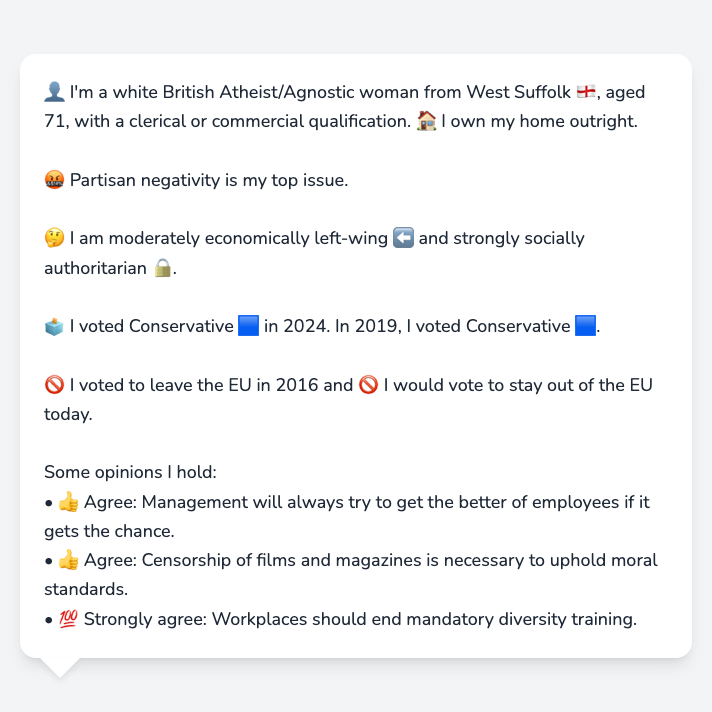 👤 I'm a white British Atheist/Agnostic woman from West Suffolk 🏴󠁧󠁢󠁥󠁮󠁧󠁿, aged
71, with a clerical or commercial qualification. 🏠 I own my home outright.
🤬 Partisan negativity is my top issue.
🤔 I am moderately economically left-wing ⬅️ and strongly socially
authoritarian 🔒.
🗳️ I voted Conservative 🟦 in 2024. In 2019, I voted Conservative 🟦.
🚫 I voted to leave the EU in 2016 and 🚫 I would vote to stay out of the EU
today.
Some opinions I hold:
• 👍 Agree: Management will always try to get the better of employees if it
gets the chance.
• 👍 Agree: Censorship of films and magazines is necessary to uphold moral
standards.
• 💯 Strongly agree: Workplaces should end mandatory diversity training.